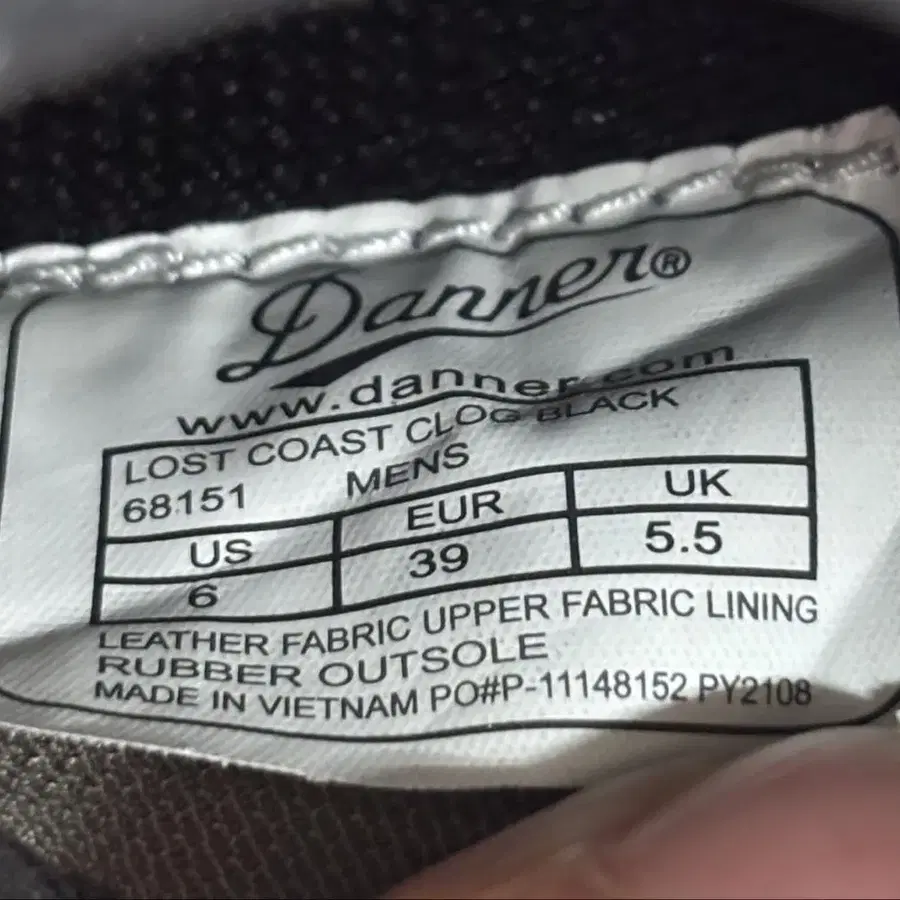 Danner®
www.danner.com
LOST COAST CLOG BLACK
68151 MENS
US EUR UK
6 39 5.5
LEATHER FABRIC UPPER FABRIC LINING
RUBBER OUTSOLE
MADE IN VIETNAM PO#P-11148152 PY2108